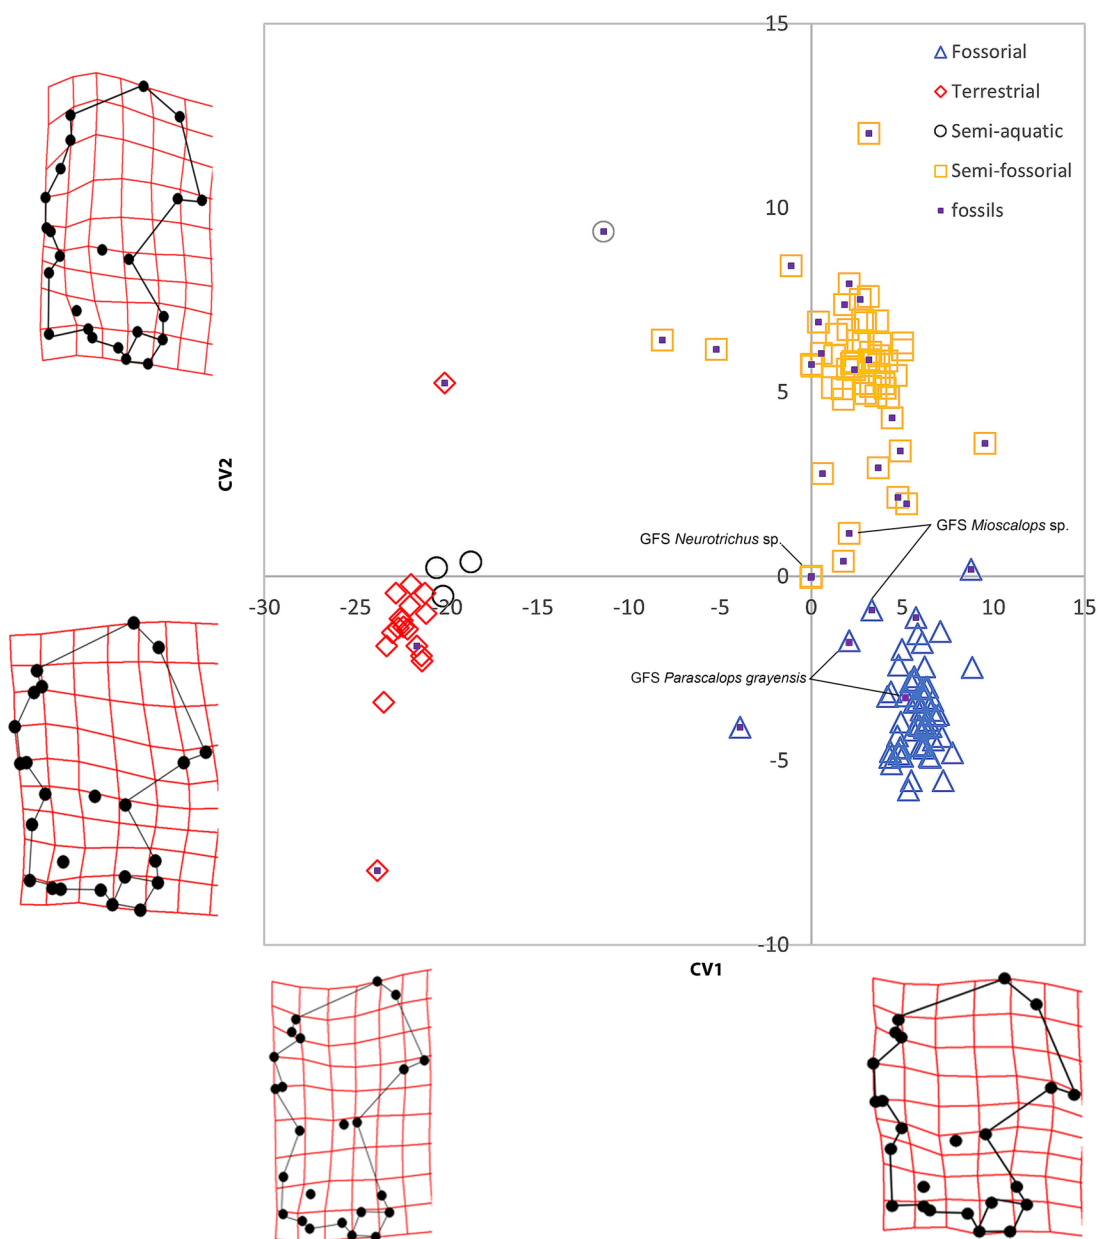 15
Fossorial
Terrestrial
Semi-aquatic
Semi-fossorial
fossils
10
5
CV2
GFS Neurotrichus sp.
GFS Mioscalops sp.
0
-30
-25
-20
-15
-10
-5
0
5
10
15
GFS Parascalops grayensis
-5
-10
CV1